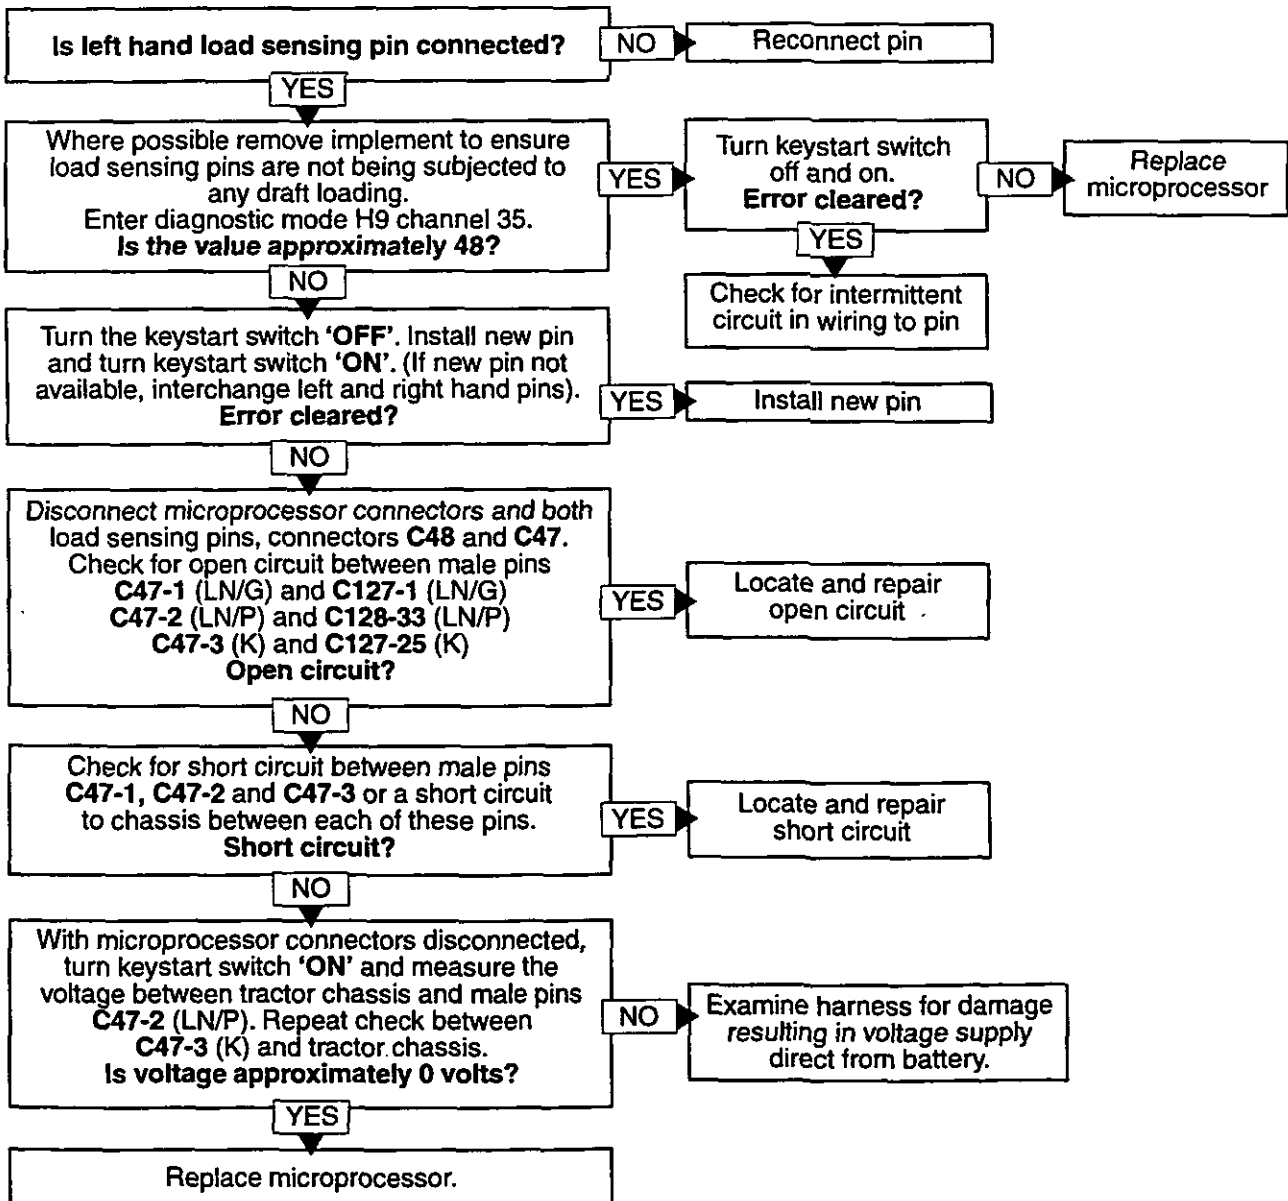 Is left hand load sensing pin connected?
NO
Reconnect pin
YES
Where possible remove implement to ensure
load sensing pins are not being subjected to
any draft loading.
Enter diagnostic mode H9 channel 35.
Is the value approximately 48?
YES
Turn keystart switch
off and on.
Error cleared?
NO
Replace
microprocessor
YES
Check for intermittent
circuit in wiring to pin
NO
Turn the keystart switch ‘OFF’. Install new pin
and turn keystart switch ‘ON’. (If new pin not
available, interchange left and right hand pins).
Error cleared?
YES
Install new pin
NO
Disconnect microprocessor connectors and both
load sensing pins, connectors C48 and C47.
Check for open circuit between male pins
C47-1 (LN/G) and C127-1 (LN/G)
C47-2 (LN/P) and C128-33 (LN/P)
C47-3 (K) and C127-25 (K)
Open circuit?
YES
Locate and repair
open circuit
NO
Check for short circuit between male pins
C47-1, C47-2 and C47-3 or a short circuit
to chassis between each of these pins.
Short circuit?
YES
Locate and repair
short circuit
NO
With microprocessor connectors disconnected,
turn keystart switch ‘ON’ and measure the
voltage between tractor chassis and male pins
C47-2 (LN/P). Repeat check between
C47-3 (K) and tractor chassis.
Is voltage approximately 0 volts?
NO
Examine harness for damage
resulting in voltage supply
direct from battery.
YES
Replace microprocessor.